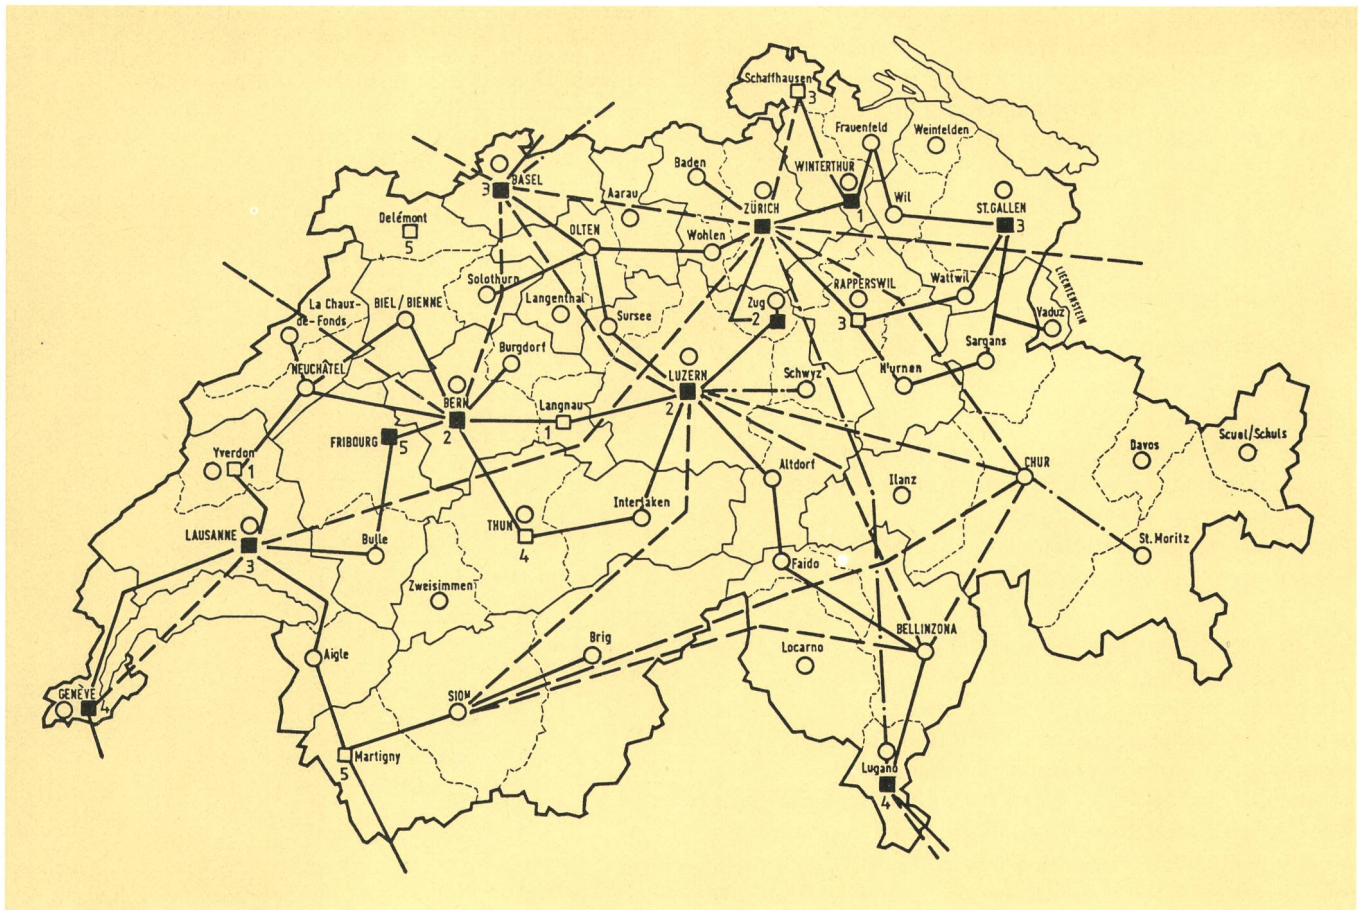 Schaffhausen
3
Frauenfeld
Weinfelden
Baden
WINTERTHUR
1
BASEL
3
Aarau
ZÜRICH
Wil
ST.GALLEN
3
Delémont
5
OLTEN
Wohlen
Solothurn
Langenthal
RAPPERSWIL
3
Wattwil
LIECHTENSTEIN
La Chaux-
de-Fonds
BIEL/BIENNE
Sursee
Zug
2
Vaduz
Sargans
Burgdorf
NEUCHÂTEL
LUZERN
2
Schwyz
N'urnen
BERN
2
Langnau
1
FRIBOURG
5
Scuol/Schuls
Davos
Yverdon
1
CHUR
Altdorf
Ilanz
Interlaken
THUN
4
LAUSANNE
3
Bulle
St. Moritz
Faido
Zweisimmen
BELLINZONA
Brig
Locarno
Aigle
GENÈVE
4
SION
Martigny
5
Lugano
4